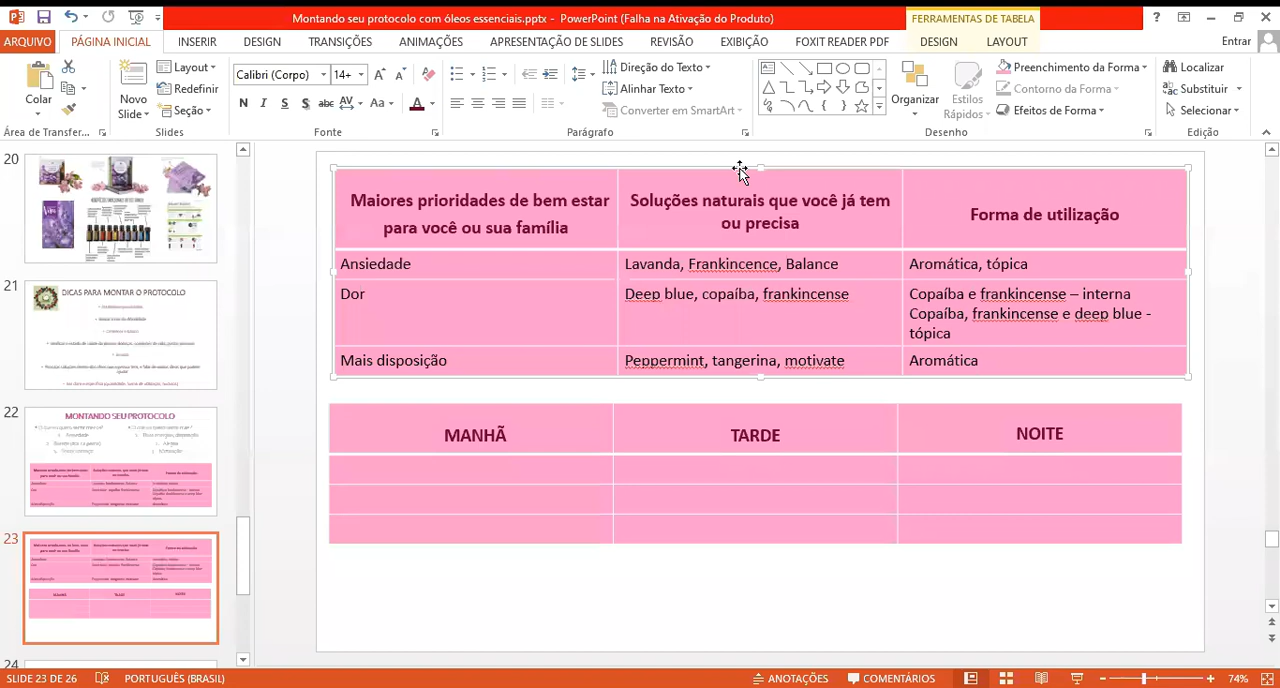 Montando seu protocolo com óleos essenciais.pptx - PowerPoint (Falha na Ativação do Produto)
FERRAMENTAS DE TABELA
ARQUIVO PÁGINA INICIAL INSERIR DESIGN TRANSIÇÕES ANIMAÇÕES APRESENTAÇÃO DE SLIDES REVISÃO EXIBIÇÃO FOXIT READER PDF DESIGN LAYOUT Entrar
Colar
Novo Slide
Layout
Redefinir
Seção
Calibri (Corpo) 14+
N I S S abc AV Aa A
Direção do Texto
Alinhar Texto
Converter em SmartArt
Organizar
Estilos Rápidos
Preenchimento da Forma
Contorno da Forma
Efeitos de Forma
Localizar
Substituir
Selecionar
Área de Transfer... Slides Fonte Parágrafo Desenho Edição
20
21
DICAS PARA MONTAR O PROTOCOLO
22
MONTANDO SEU PROTOCOLO
23
24
Maiores prioridades de bem estar para você ou sua família
Soluções naturais que você já tem ou precisa
Forma de utilização
Ansiedade
Lavanda, Frankincence, Balance
Aromática, tópica
Dor
Deep blue, copaíba, frankincense
Copaíba e frankincense – interna
Copaíba, frankincense e deep blue -
tópica
Mais disposição
Peppermint, tangerina, motivate
Aromática
MANHÃ TARDE NOITE
SLIDE 23 DE 26 PORTUGUÊS (BRASIL) ANOTAÇÕES COMENTÁRIOS 74%